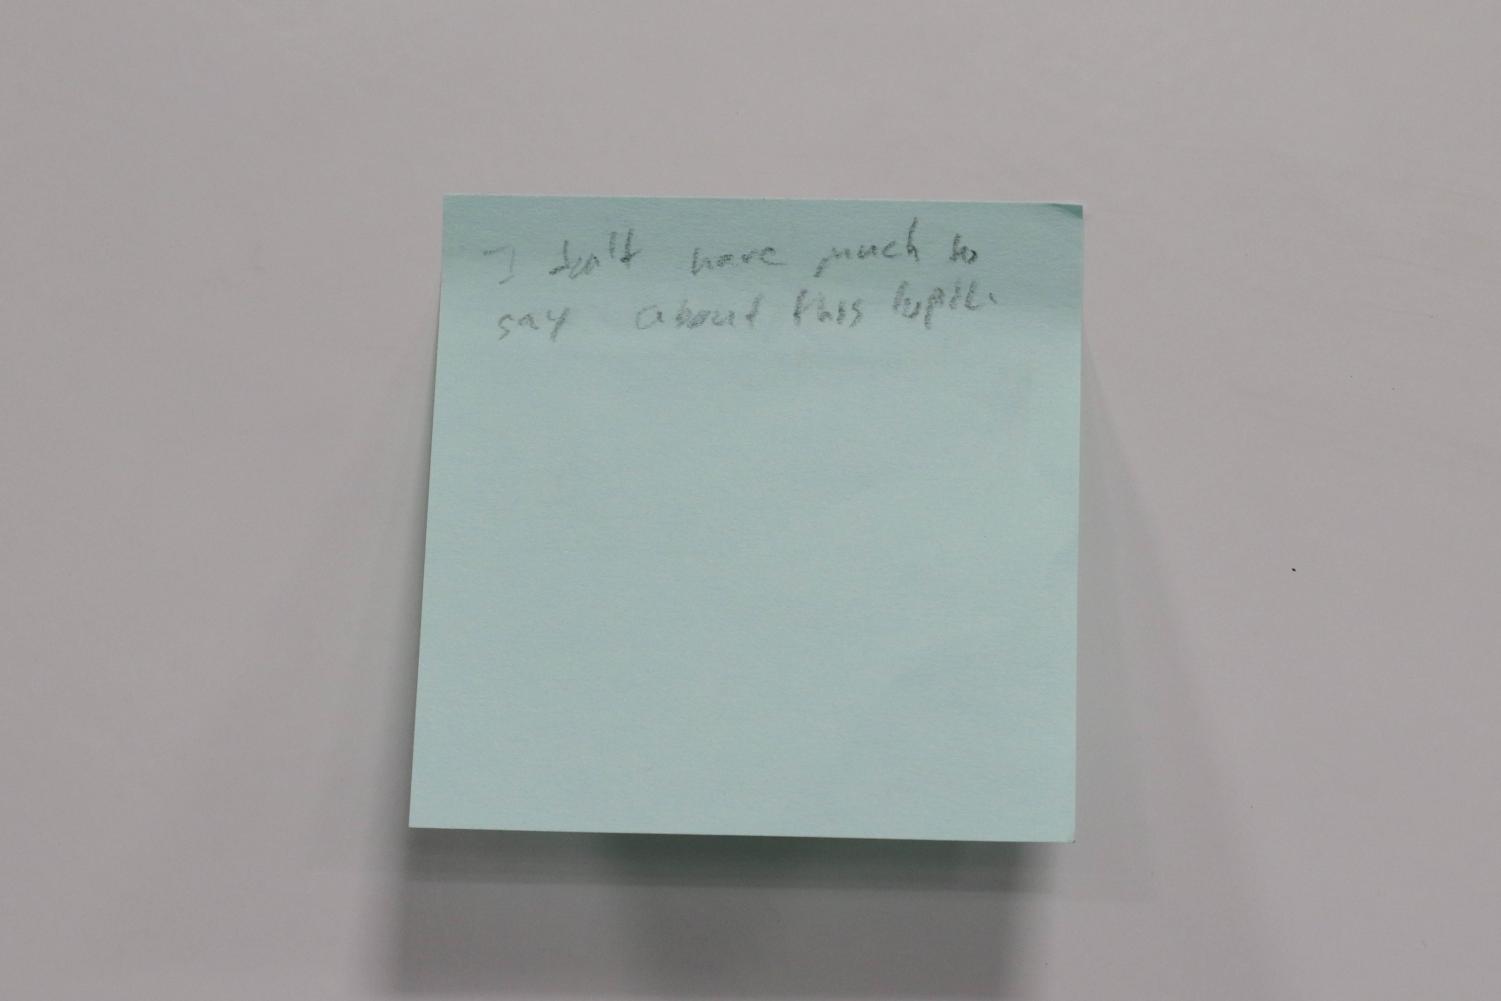 I don't have much to
say about this topic.